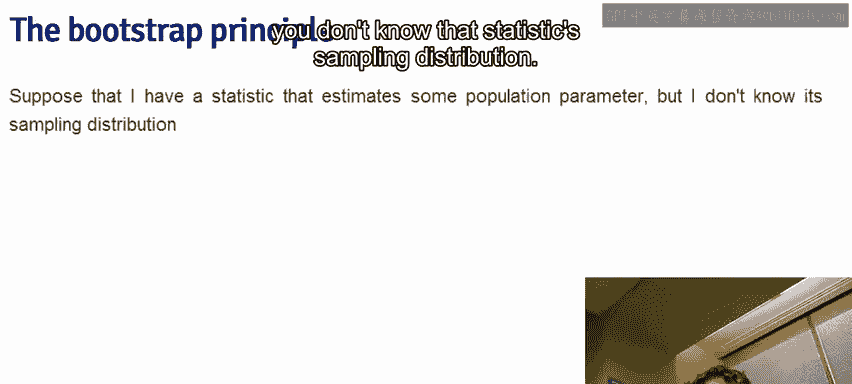 The bootstrap principle
you don't know that statistic's
sampling distribution.
Suppose that I have a statistic that estimates some population parameter, but I don't know its
sampling distribution